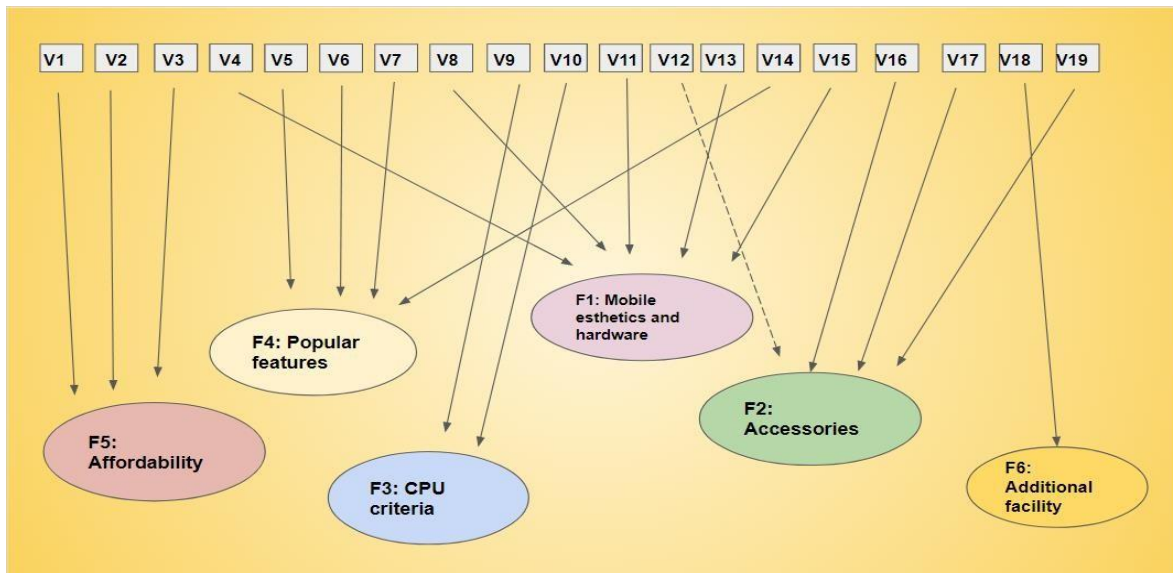 V1 V2 V3 V4 V5 V6 V7 V8 V9 V10 V11 V12 V13 V14 V15 V16 V17 V18 V19
F1: Mobile
esthetics and
hardware
F4: Popular
features
F2:
Accessories
F5:
Affordability
F3: CPU
criteria
F6:
Additional
facility